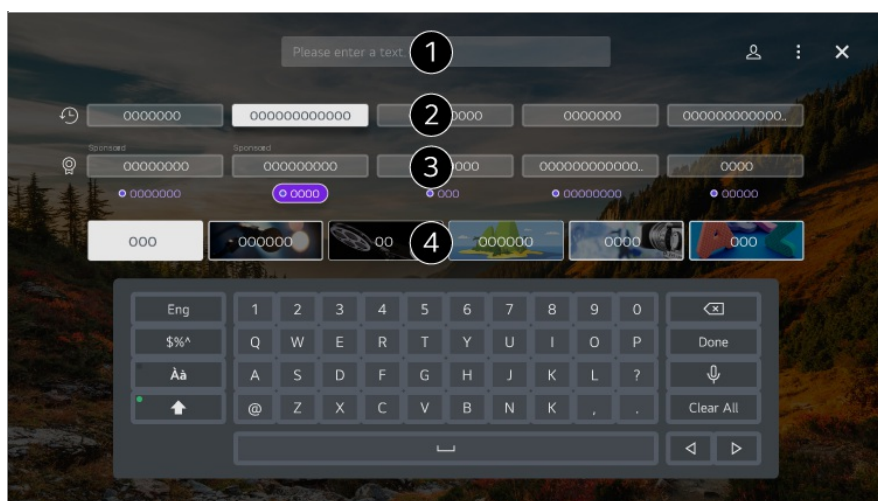 Please enter a text. 1
0000000 000000000000 2 0000 0000000 000000000000..
Sponsored Sponsored
00000000 000000000 3 000 00000000000.. 0000
0000000 0000 000 00000000 00000
000 000000 00 4 000000 0000 000
Eng 1 2 3 4 5 6 7 8 9 0
$%^ Q W E R T Y U I O P Done
Àà A S D F G H J K L ?
@ Z X C V B N K , . Clear All